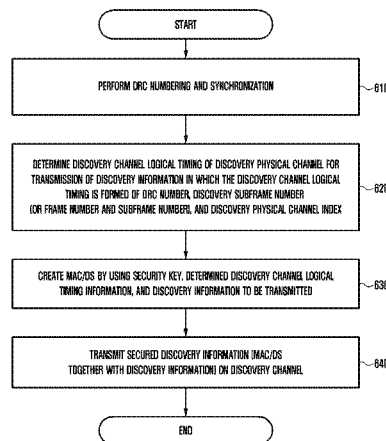 START
PERFORM DRC NUMBERING AND SYNCHRONIZATION
610
DETERMINE DISCOVERY CHANNEL LOGICAL TIMING OF DISCOVERY PHYSICAL CHANNEL FOR
TRANSMISSION OF DISCOVERY INFORMATION IN WHICH THE DISCOVERY CHANNEL LOGICAL
TIMING IS FORMED OF DRC NUMBER, DISCOVERY SUBFRAME NUMBER
(OR FRAME NUMBER AND SUBFRAME NUMBER), AND DISCOVERY PHYSICAL CHANNEL INDEX
620
CREATE MAC/DS BY USING SECURITY KEY, DETERMINED DISCOVERY CHANNEL LOGICAL
TIMING INFORMATION, AND DISCOVERY INFORMATION TO BE TRANSMITTED
630
TRANSMIT SECURED DISCOVERY INFORMATION (MAC/DS
TOGETHER WITH DISCOVERY INFORMATION) ON DISCOVERY CHANNEL
640
END